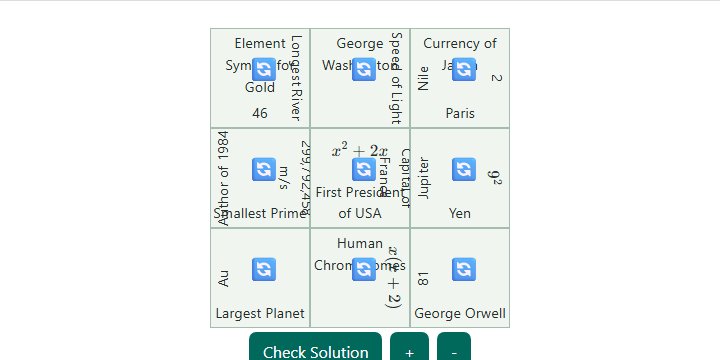 Element
Symbol for
Gold
Longest River
46
George
Washington
Speed of Light
Currency of
Japan
Nile
2
Paris
Author of 1984
299,792,458
m/s
Smallest Prime
x² + 2x
Capital of
France
First President
of USA
Jupiter
9²
Yen
Au
Largest Planet
Human
Chromosomes
x(x + 2)
81
George Orwell
Check Solution
+
-